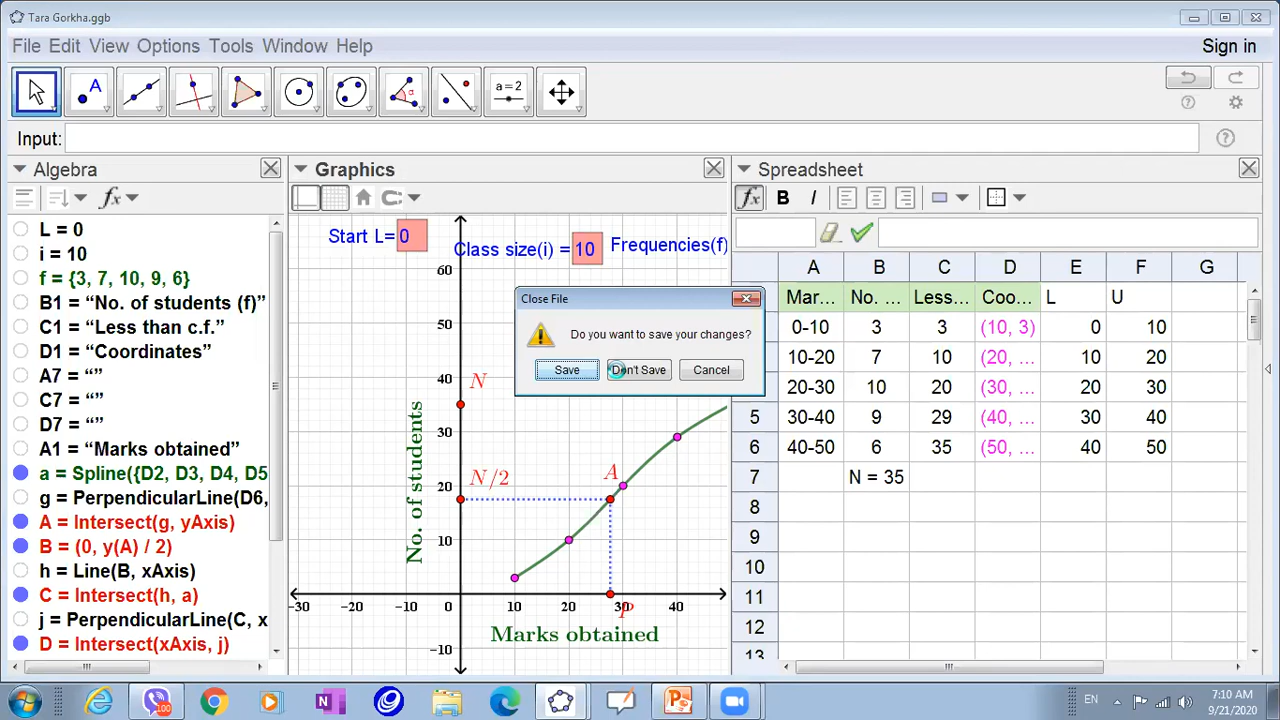 Tara Gorkha.ggb
File Edit View Options Tools Window Help
Sign in
A
α
a = 2
Input:
Algebra
Graphics
Spreadsheet
fx
fx B I
L = 0
i = 10
f = {3, 7, 10, 9, 6}
B1 = “No. of students (f)”
C1 = “Less than c.f.”
D1 = “Coordinates”
A7 = “”
C7 = “”
D7 = “”
A1 = “Marks obtained”
a = Spline({D2, D3, D4, D5
g = PerpendicularLine(D6,
A = Intersect(g, yAxis)
B = (0, y(A) / 2)
h = Line(B, xAxis)
C = Intersect(h, a)
j = PerpendicularLine(C, x
D = Intersect(xAxis, j)
Start L= 0
Class size(i) = 10
Frequencies(f)
60
50
40
30
20
10
-10
N
N/2
A
P
-30 -20 -10 0 10 20 30 40
No. of students
Marks obtained
Close File
Do you want to save your changes?
Save Don't Save Cancel
A B C D E F G
Mar... No. ... Less... Coo... L U
0-10 3 3 (10, 3) 0 10
10-20 7 10 (20, ... 10 20
20-30 10 20 (30, ... 20 30
5 30-40 9 29 (40, ... 30 40
6 40-50 6 35 (50, ... 40 50
7 N = 35
8
9
10
11
12
13
100
EN
7:10 AM
9/21/2020